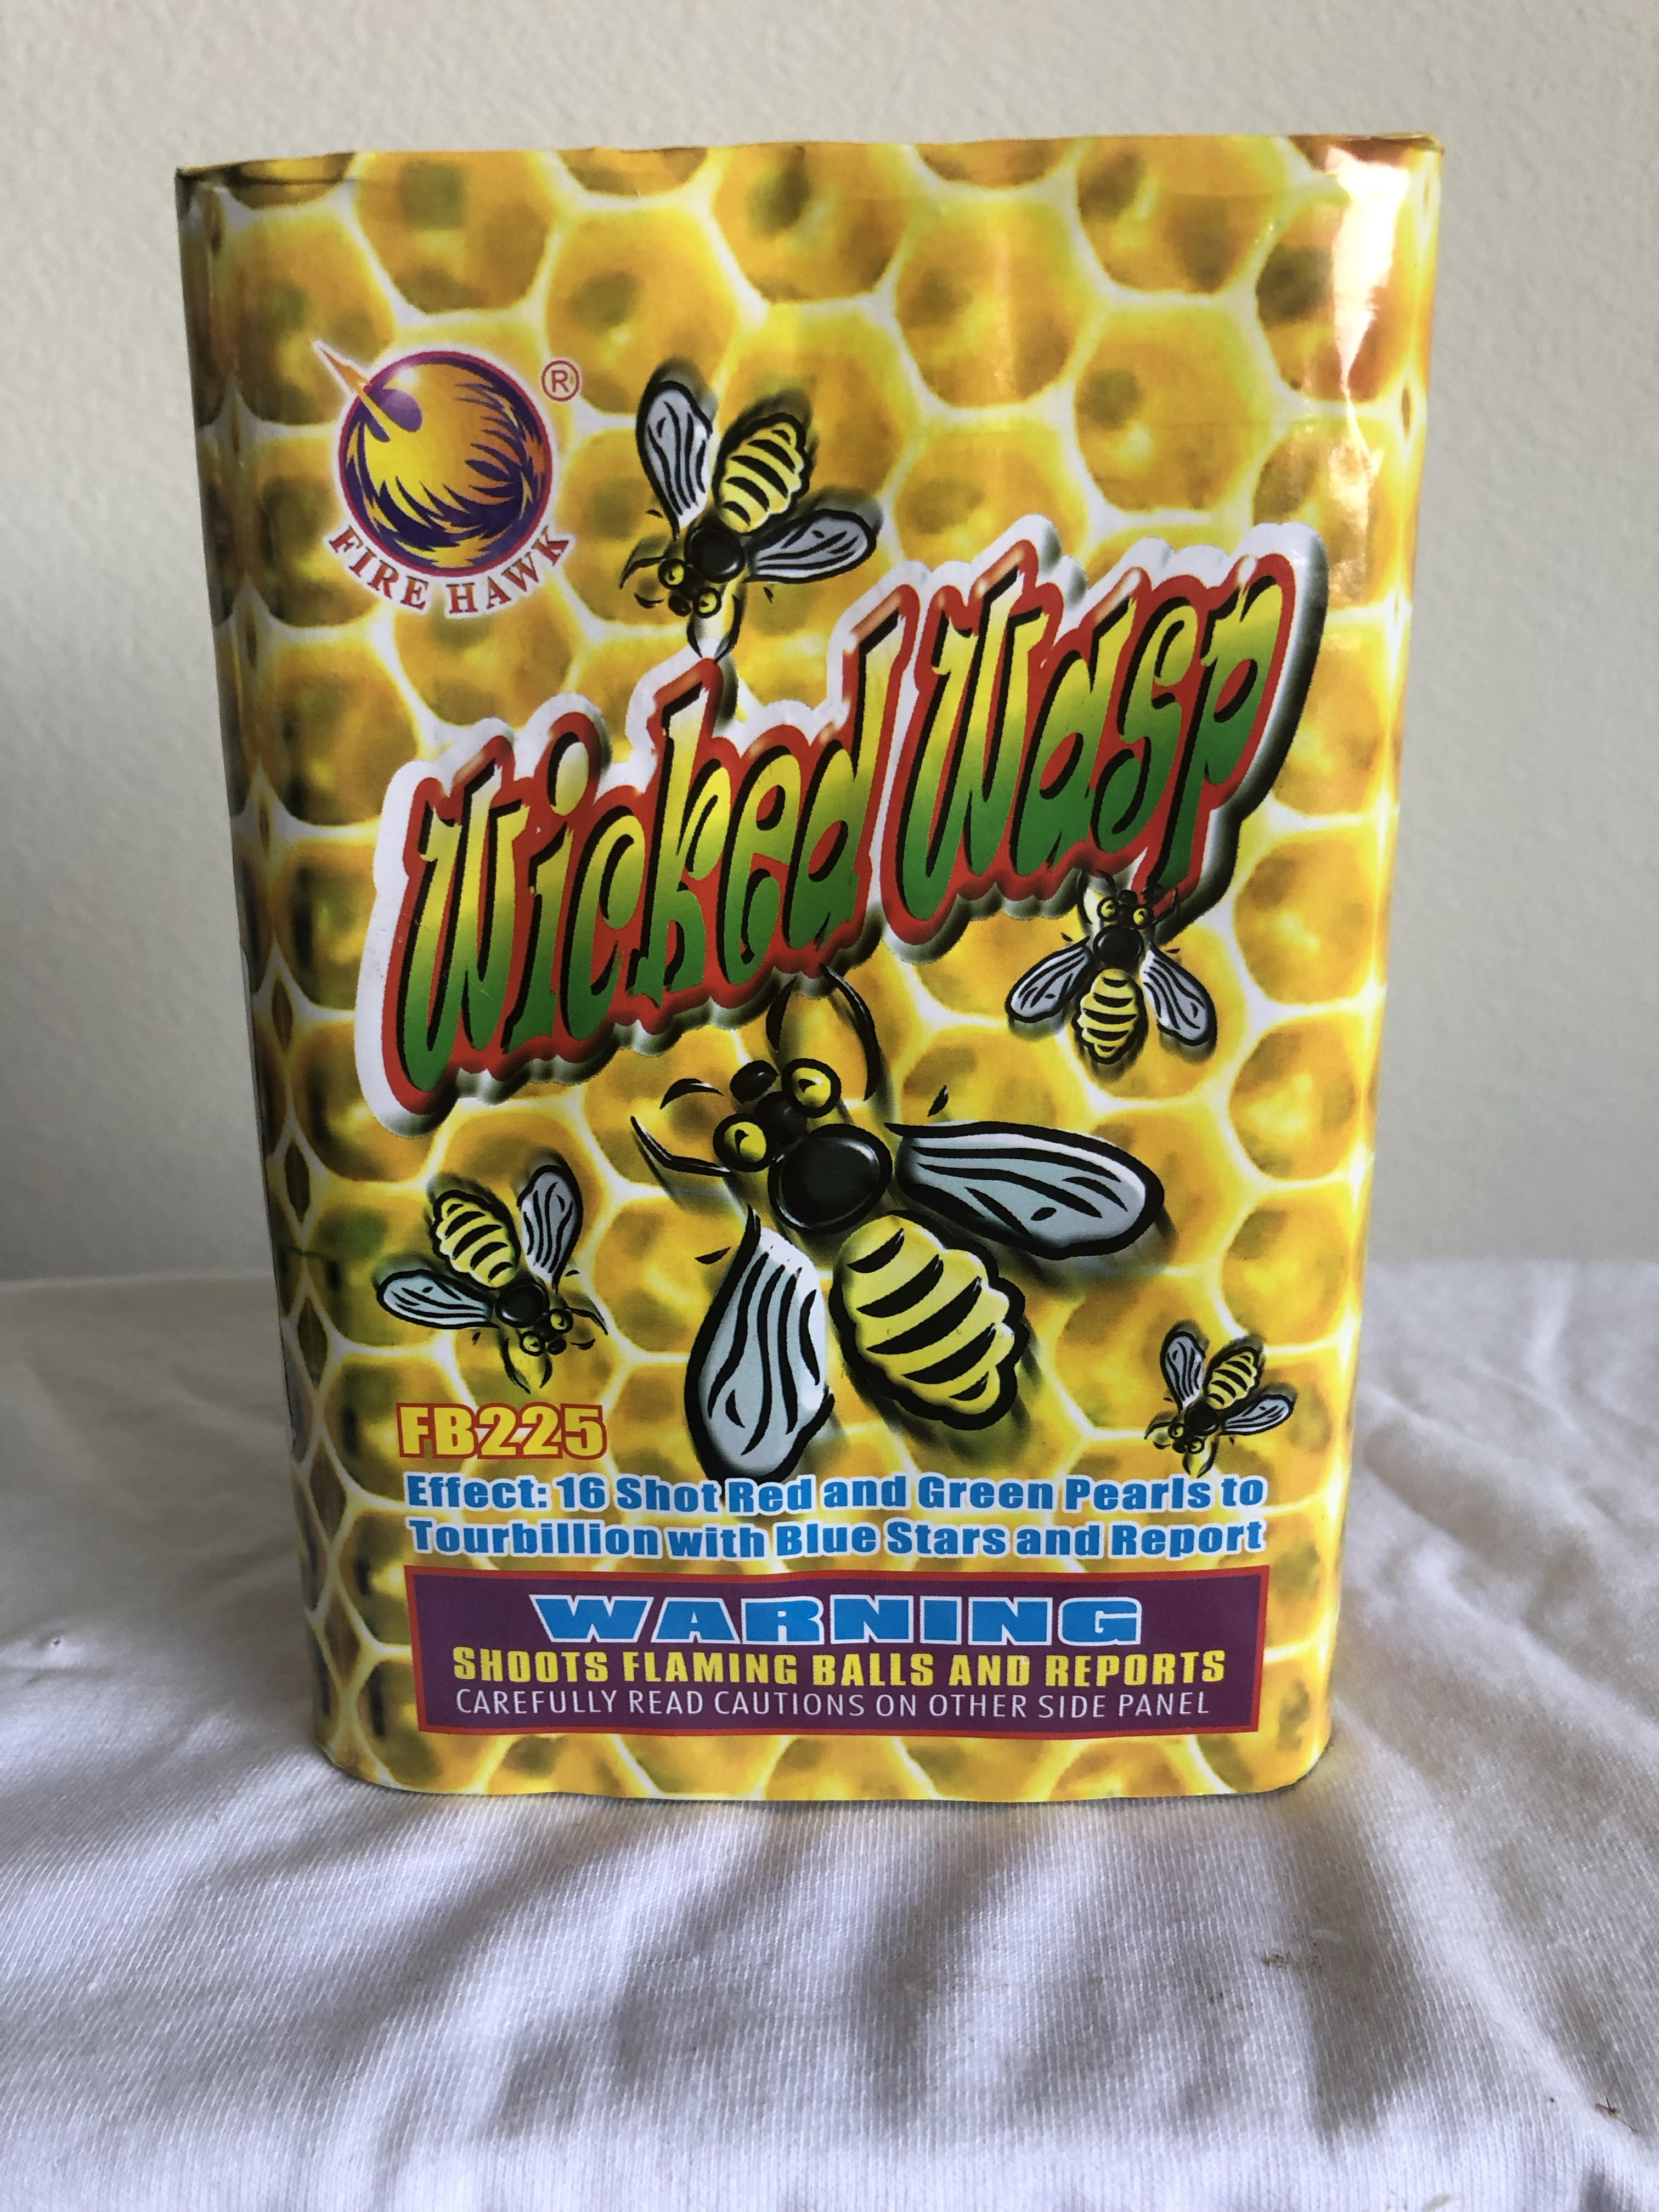 ®
FIRE HAWK
Wicked Wasp
FB225
Effect: 16 Shot Red and Green Pearls to
Tourbillion with Blue Stars and Report
WARNING
SHOOTS FLAMING BALLS AND REPORTS
CAREFULLY READ CAUTIONS ON OTHER SIDE PANEL